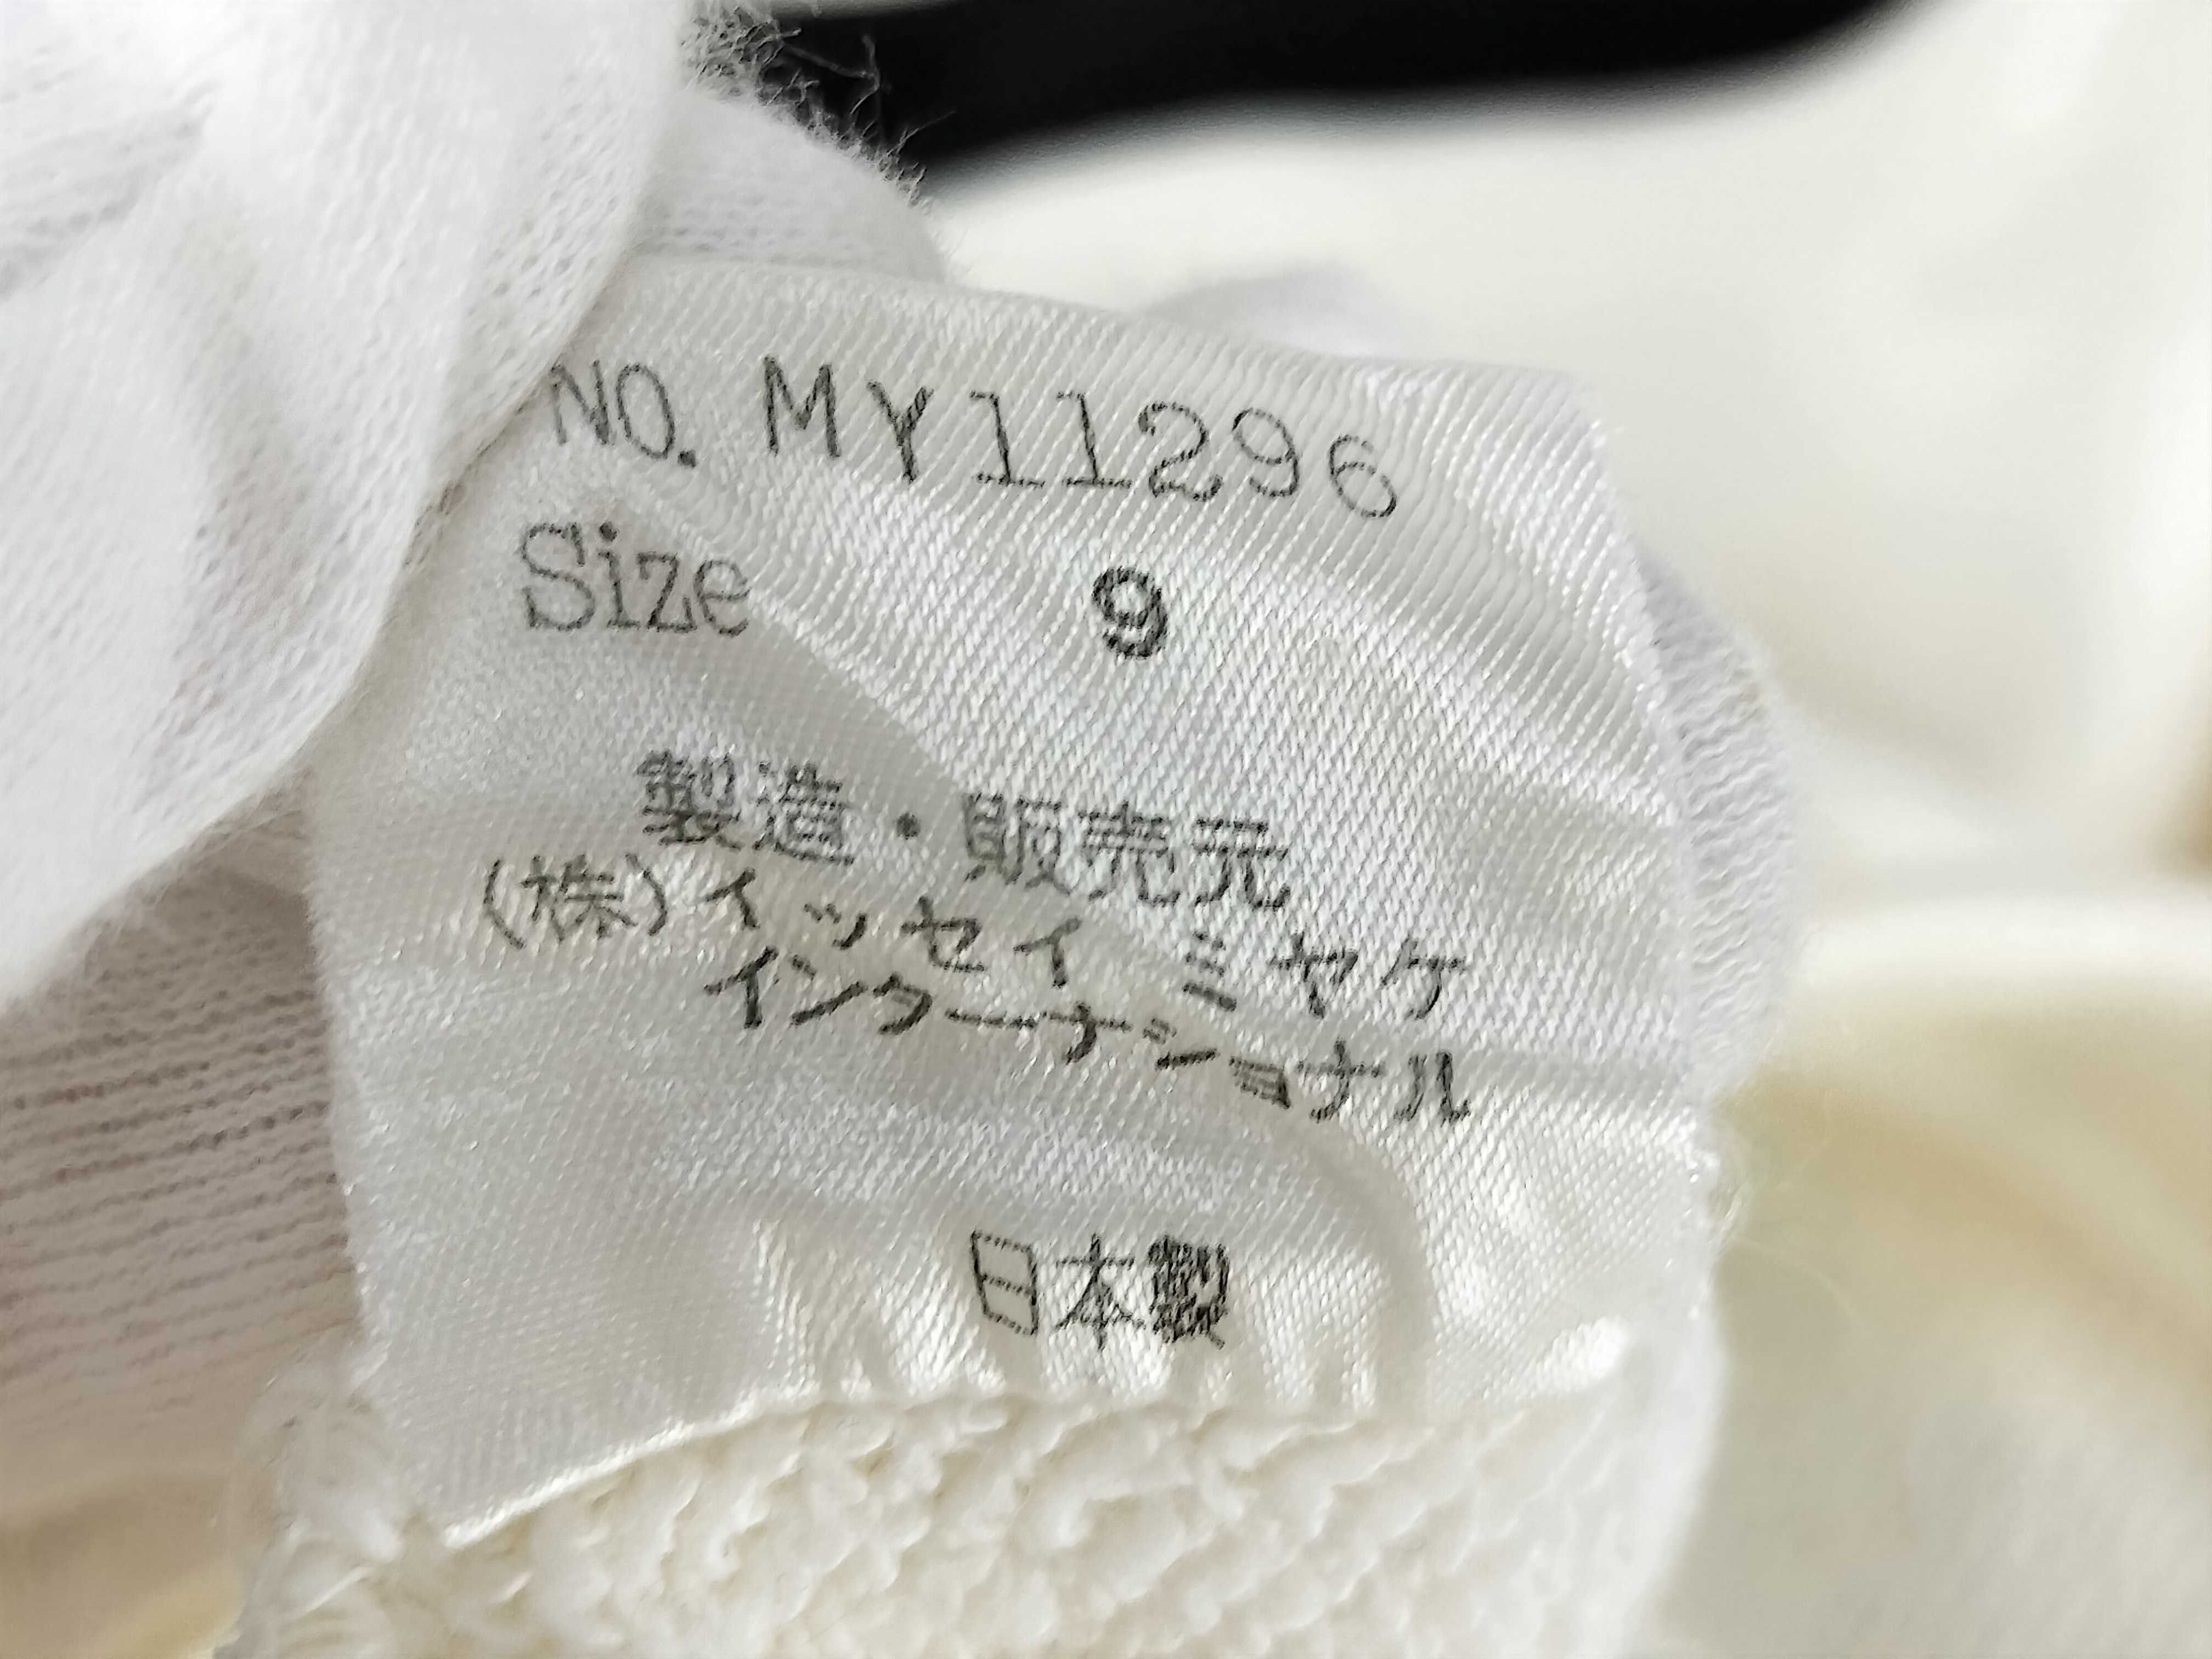 NO. MY11296
Size 9
製造・販売元
(株)イッセイ ミヤケ
インターナショナル
日本製